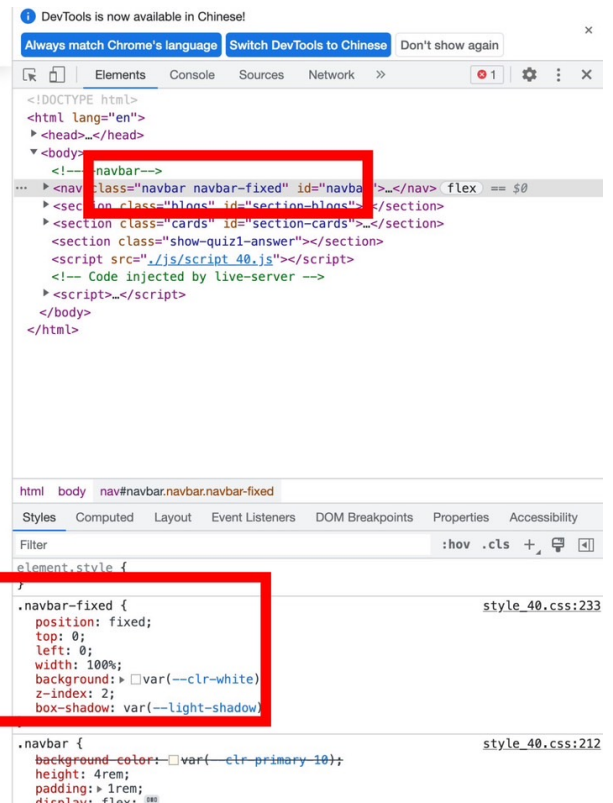 DevTools is now available in Chinese!
Always match Chrome's language Switch DevTools to Chinese Don't show again
Elements Console Sources Network 1
<!DOCTYPE html>
<html lang="en">
<head>…</head>
<body>
<!----navbar-->
<nav class="navbar navbar-fixed" id="navba">…</nav> flex == $0
<section class="blogs" id="section-blogs">…</section>
<section class="cards" id="section-cards">…</section>
<section class="show-quiz1-answer"></section>
<script src="./js/script_40.js"></script>
<!-- Code injected by live-server -->
<script>…</script>
</body>
</html>
html body nav#navbar.navbar.navbar-fixed
Styles Computed Layout Event Listeners DOM Breakpoints Properties Accessibility
Filter :hov .cls +
element.style {
}
.navbar-fixed { style_40.css:233
position: fixed;
top: 0;
left: 0;
width: 100%;
background: var(--clr-white)
z-index: 2;
box-shadow: var(--light-shadow)
.navbar { style_40.css:212
background-color: var(--clr-primary-10);
height: 4rem;
padding: 1rem;
display: flex;